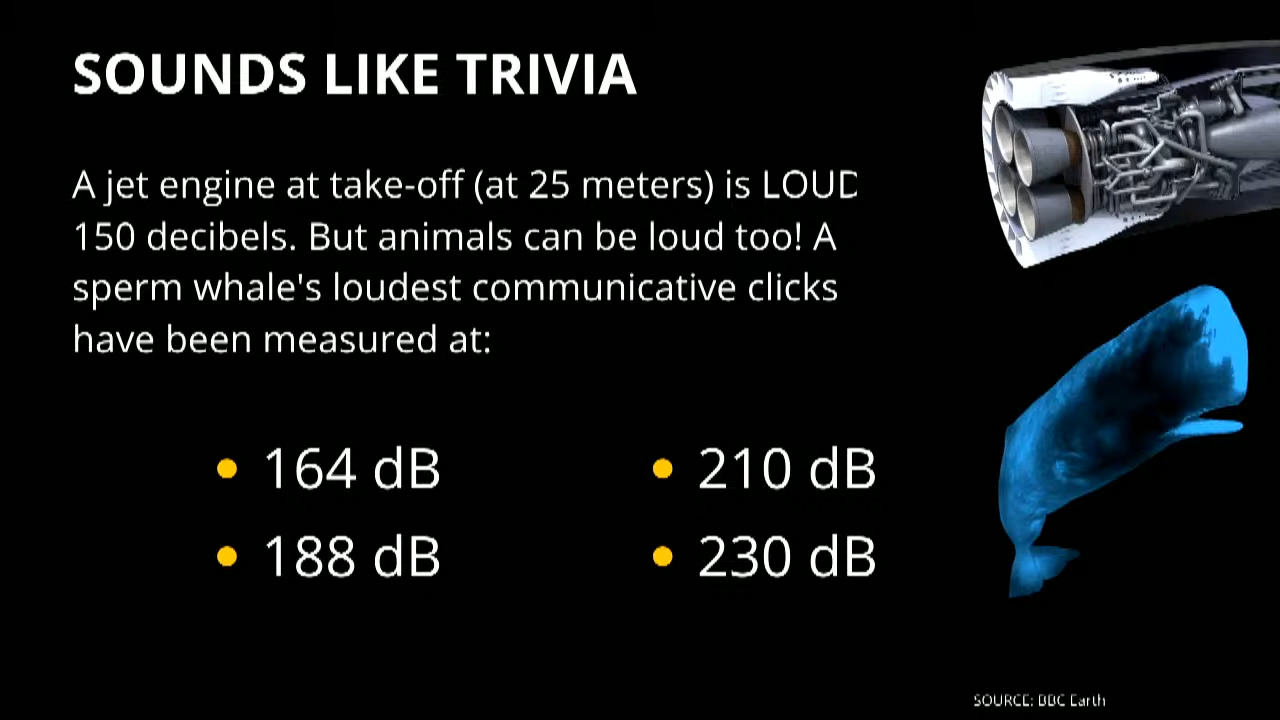 SOUNDS LIKE TRIVIA
A jet engine at take-off (at 25 meters) is LOUD
150 decibels. But animals can be loud too! A
sperm whale's loudest communicative clicks
have been measured at:
164 dB
210 dB
188 dB
230 dB
SOURCE: BBC Earth